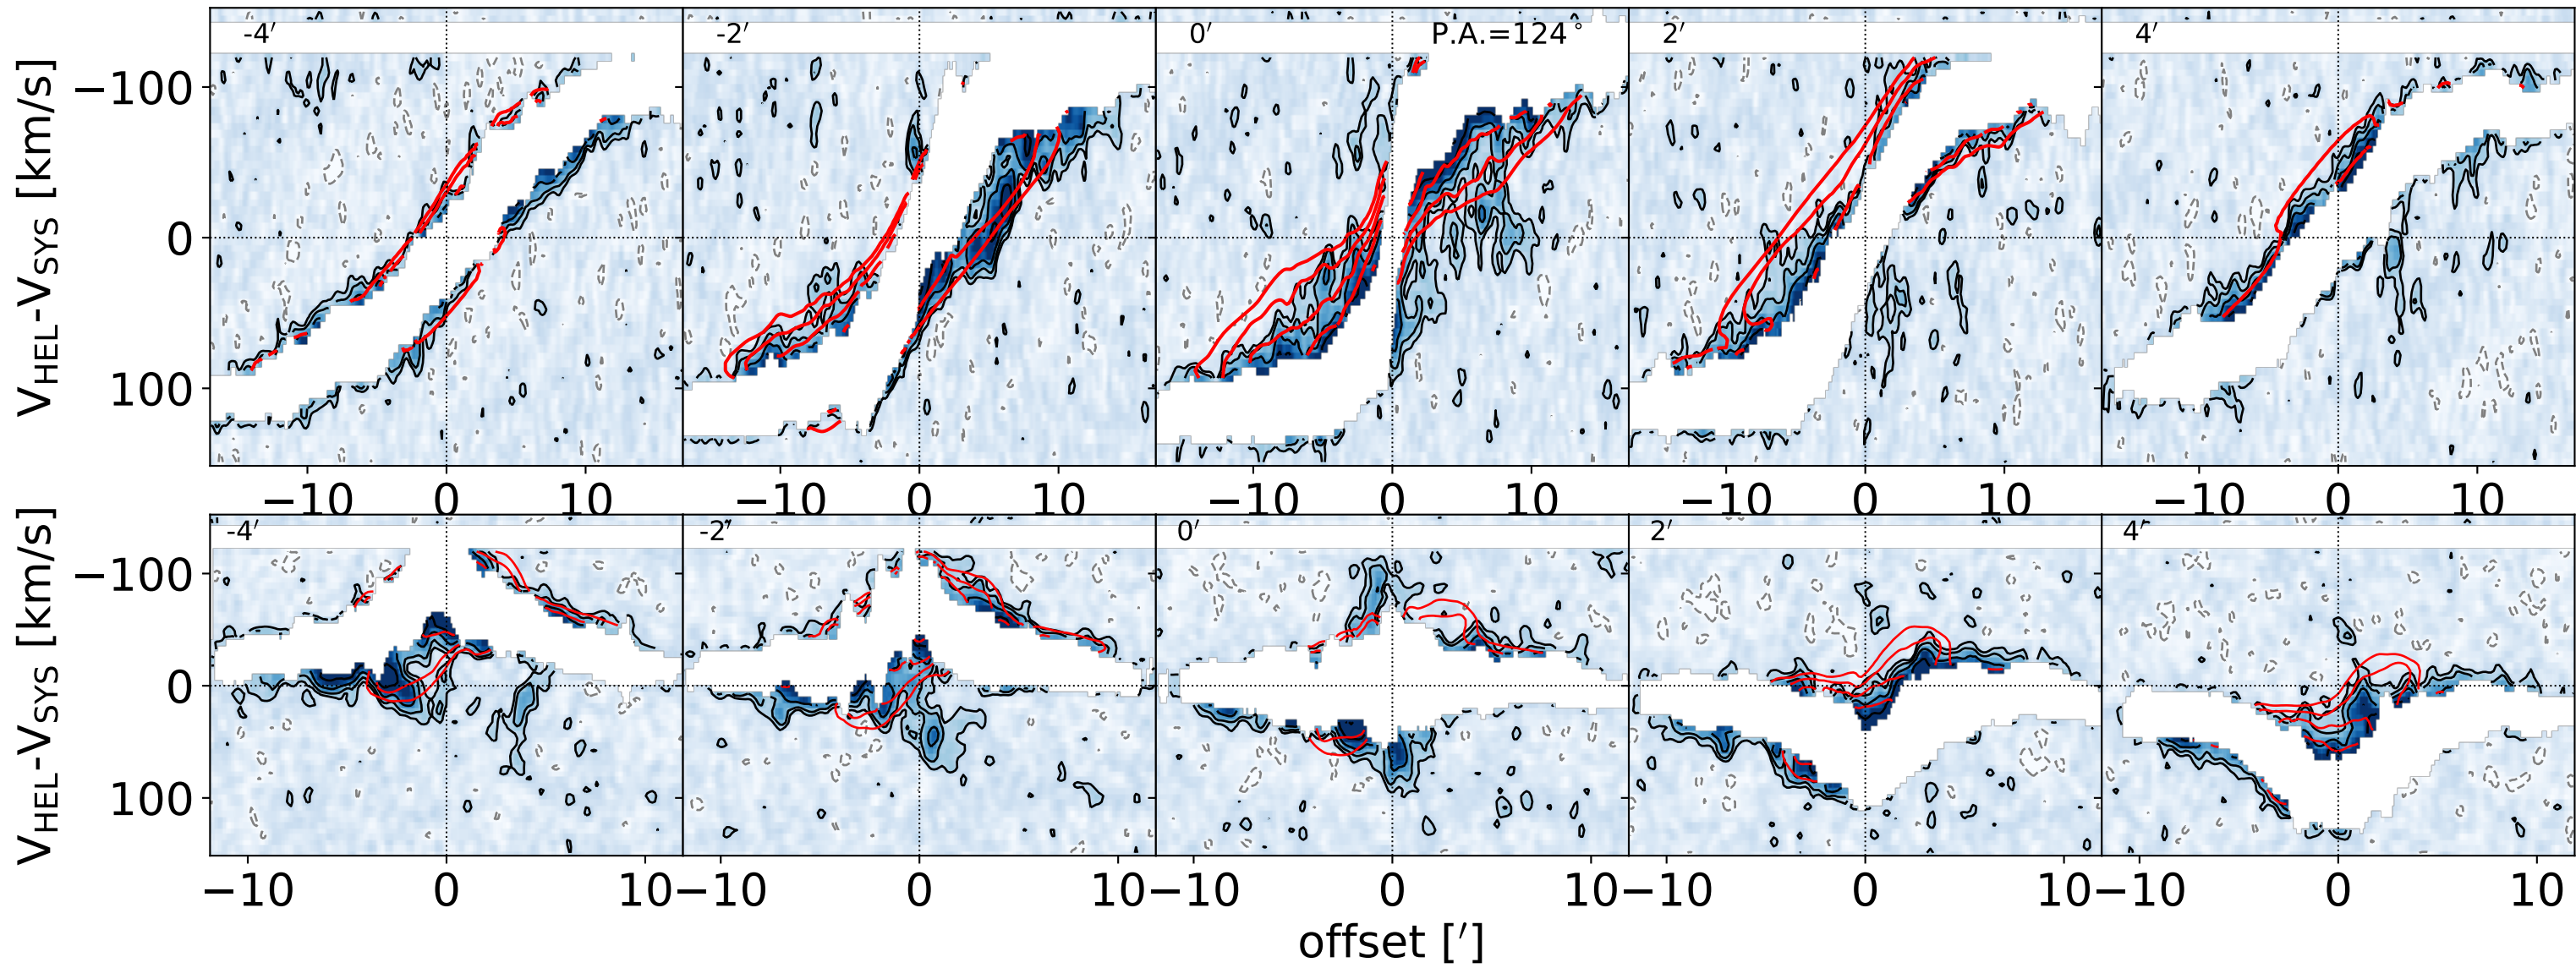 -4′ -2′ 0′ P.A.=124° 2′ 4′
V_HEL-V_SYS [km/s]
−100
0
100
−10 0 10 −10 0 10 −10 0 10 −10 0 10 −10 0 10
-4′ -2′ 0′ 2′ 4′
V_HEL-V_SYS [km/s]
−100
0
100
−10 0 10 −10 0 10 −10 0 10 −10 0 10 −10 0 10
offset [′]